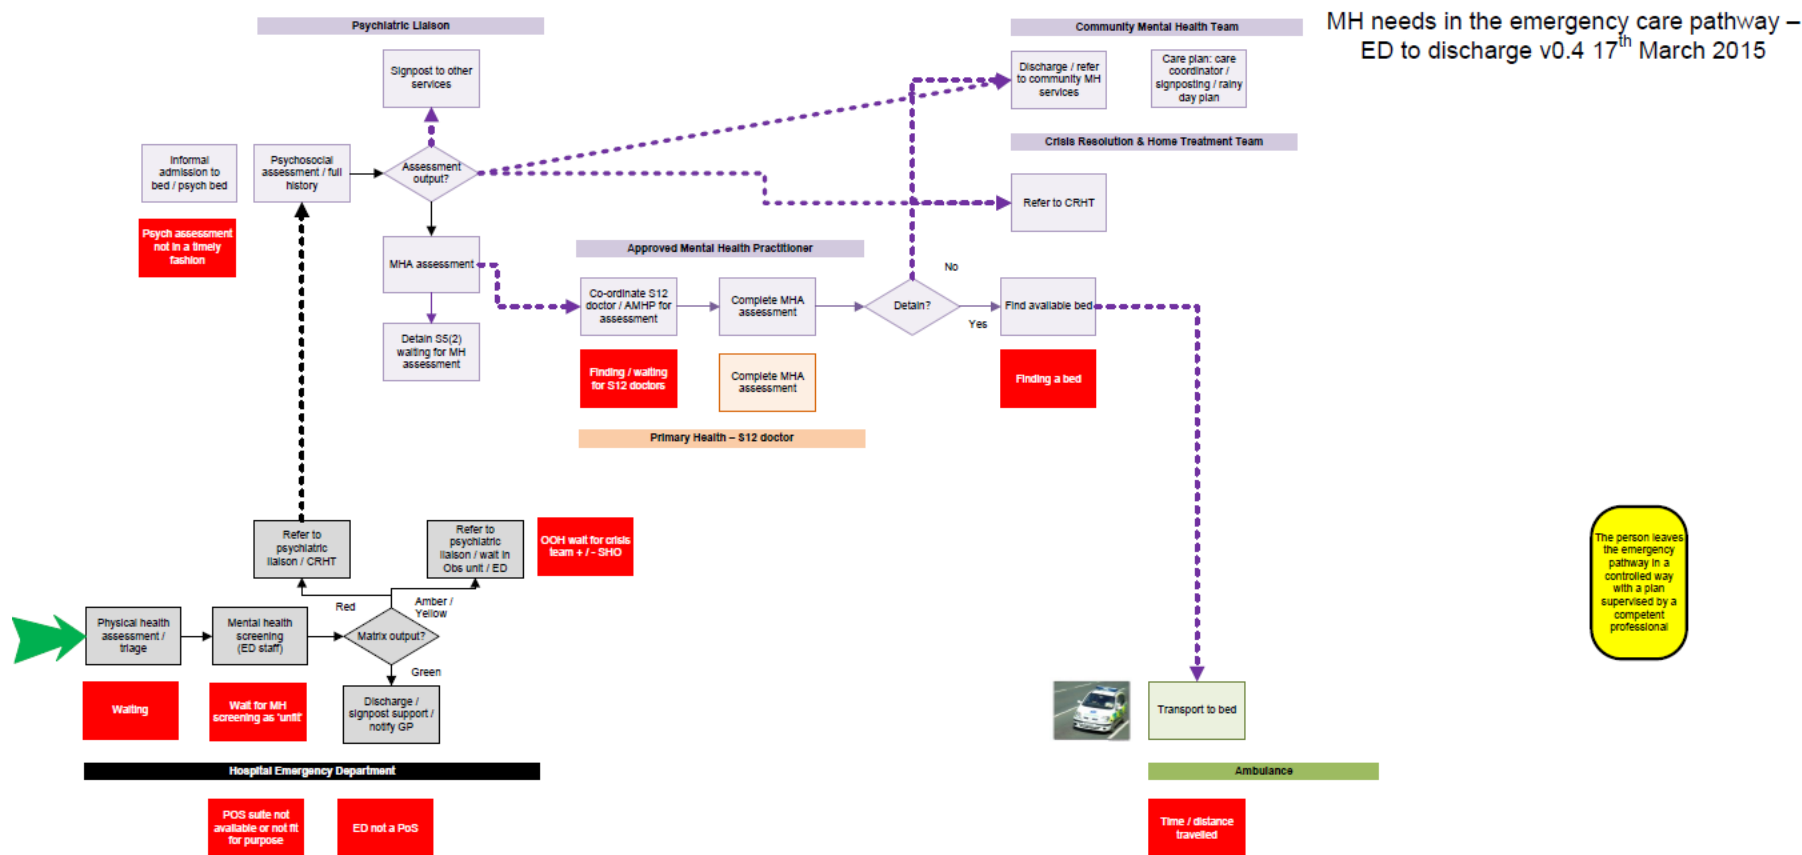 MH needs in the emergency care pathway –
ED to discharge v0.4 17th March 2015
Psychiatric Liaison
Community Mental Health Team
Signpost to other
services
Discharge / refer
to community MH
services
Care plan: care
coordinator /
signposting / rainy
day plan
Crisis Resolution & Home Treatment Team
Informal
admission to
bed / psych bed
Psychosocial
assessment / full
history
Assessment
output?
Refer to CRHT
Psych assessment
not in a timely
fashion
MHA assessment
Approved Mental Health Practitioner
Co-ordinate S12
doctor / AMHP for
assessment
Complete MHA
assessment
Detain?
No
Yes
Find available bed
Detain S5(2)
waiting for MH
assessment
Finding / waiting
for S12 doctors
Complete MHA
assessment
Finding a bed
Primary Health – S12 doctor
Refer to
psychiatric
liaison / CRHT
Refer to
psychiatric
liaison / wait in
Obs unit / ED
OOH wait for crisis
team + / - SHO
The person leaves
the emergency
pathway in a
controlled way
with a plan
supervised by a
competent
professional
Red
Amber /
Yellow
Physical health
assessment /
triage
Mental health
screening
(ED staff)
Matrix output?
Green
Waiting
Wait for MH
screening as 'unfit'
Discharge /
signpost support /
notify GP
Transport to bed
Hospital Emergency Department
Ambulance
POS suite not
available or not fit
for purpose
ED not a PoS
Time / distance
travelled